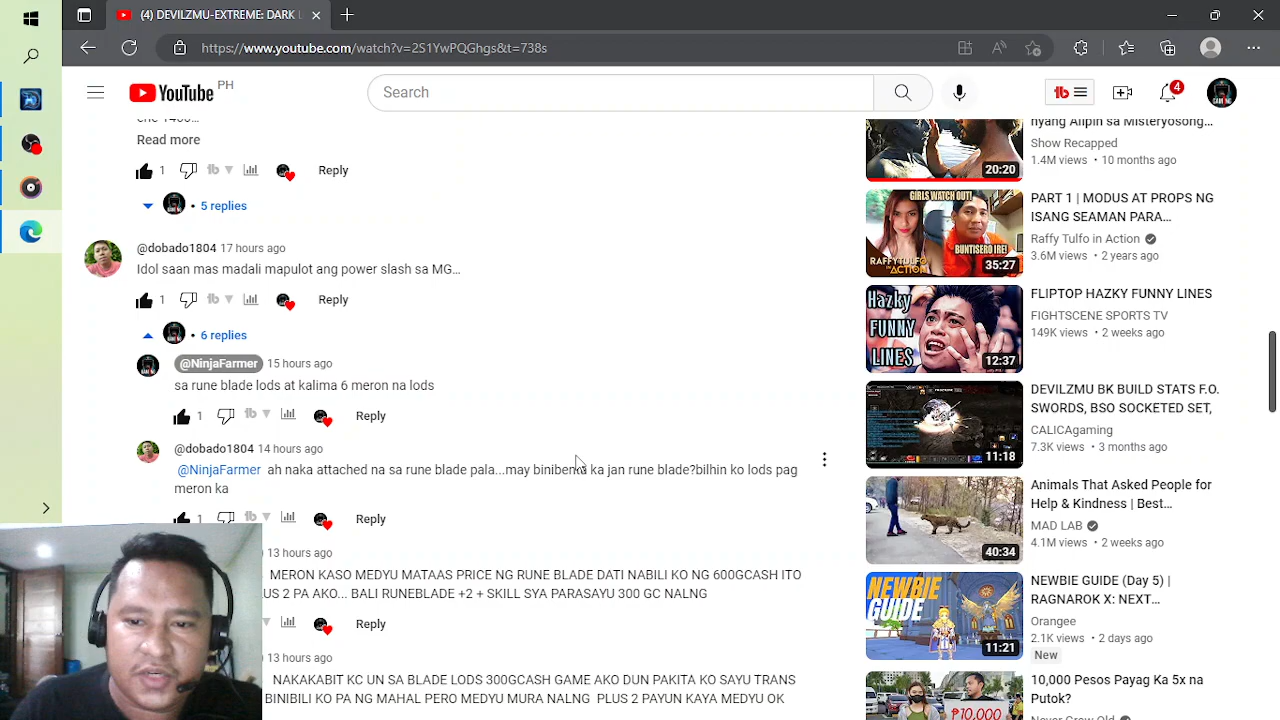 (4) DEVILZMU-EXTREME: DARK L
https://www.youtube.com/watch?v=2S1YwPQGhgs&t=738s
YouTube PH
Search
4
Read more
1
Reply
5 replies
@dobado1804 17 hours ago
Idol saan mas madali mapulot ang power slash sa MG...
1
Reply
6 replies
@NinjaFarmer 15 hours ago
sa rune blade lods at kalima 6 meron na lods
1
Reply
@dobado1804 14 hours ago
@NinjaFarmer ah naka attached na sa rune blade pala...may ka jan rune blade?bilhin ko lods pag
meron ka
1
Reply
13 hours ago
MERON KASO MEDYU MATAAS PRICE NG RUNE BLADE DATI NABILI KO NG 600GCASH ITO
US 2 PA AKO... BALI RUNEBLADE +2 + SKILL SYA PARASAYU 300 GC NALNG
Reply
13 hours ago
NAKAKABIT KC UN SA BLADE LODS 300GCASH GAME AKO DUN PAKITA KO SAYU TRANS
BINIBILI KO PA NG MAHAL PERO MEDYU MURA NALNG PLUS 2 PAYUN KAYA MEDYU OK
nyang Alipin sa Misteryosong...
Show Recapped
1.4M views • 10 months ago
20:20
GIRLS WATCH OUT!
BUNTISERO IRE!
RAFFY TULFO IN ACTION
35:27
PART 1 | MODUS AT PROPS NG
ISANG SEAMAN PARA...
Raffy Tulfo in Action
3.6M views • 2 years ago
Hazky
FUNNY
LINES
12:37
FLIPTOP HAZKY FUNNY LINES
FIGHTSCENE SPORTS TV
149K views • 2 weeks ago
11:18
DEVILZMU BK BUILD STATS F.O.
SWORDS, BSO SOCKETED SET,
CALICAgaming
7.3K views • 3 months ago
40:34
Animals That Asked People for
Help & Kindness | Best...
MAD LAB
4.1M views • 2 weeks ago
NEWBIE
GUIDE
11:21
NEWBIE GUIDE (Day 5) |
RAGNAROK X: NEXT...
Orangee
2.1K views • 2 days ago
New
₱10,000
10,000 Pesos Payag Ka 5x na
Putok?